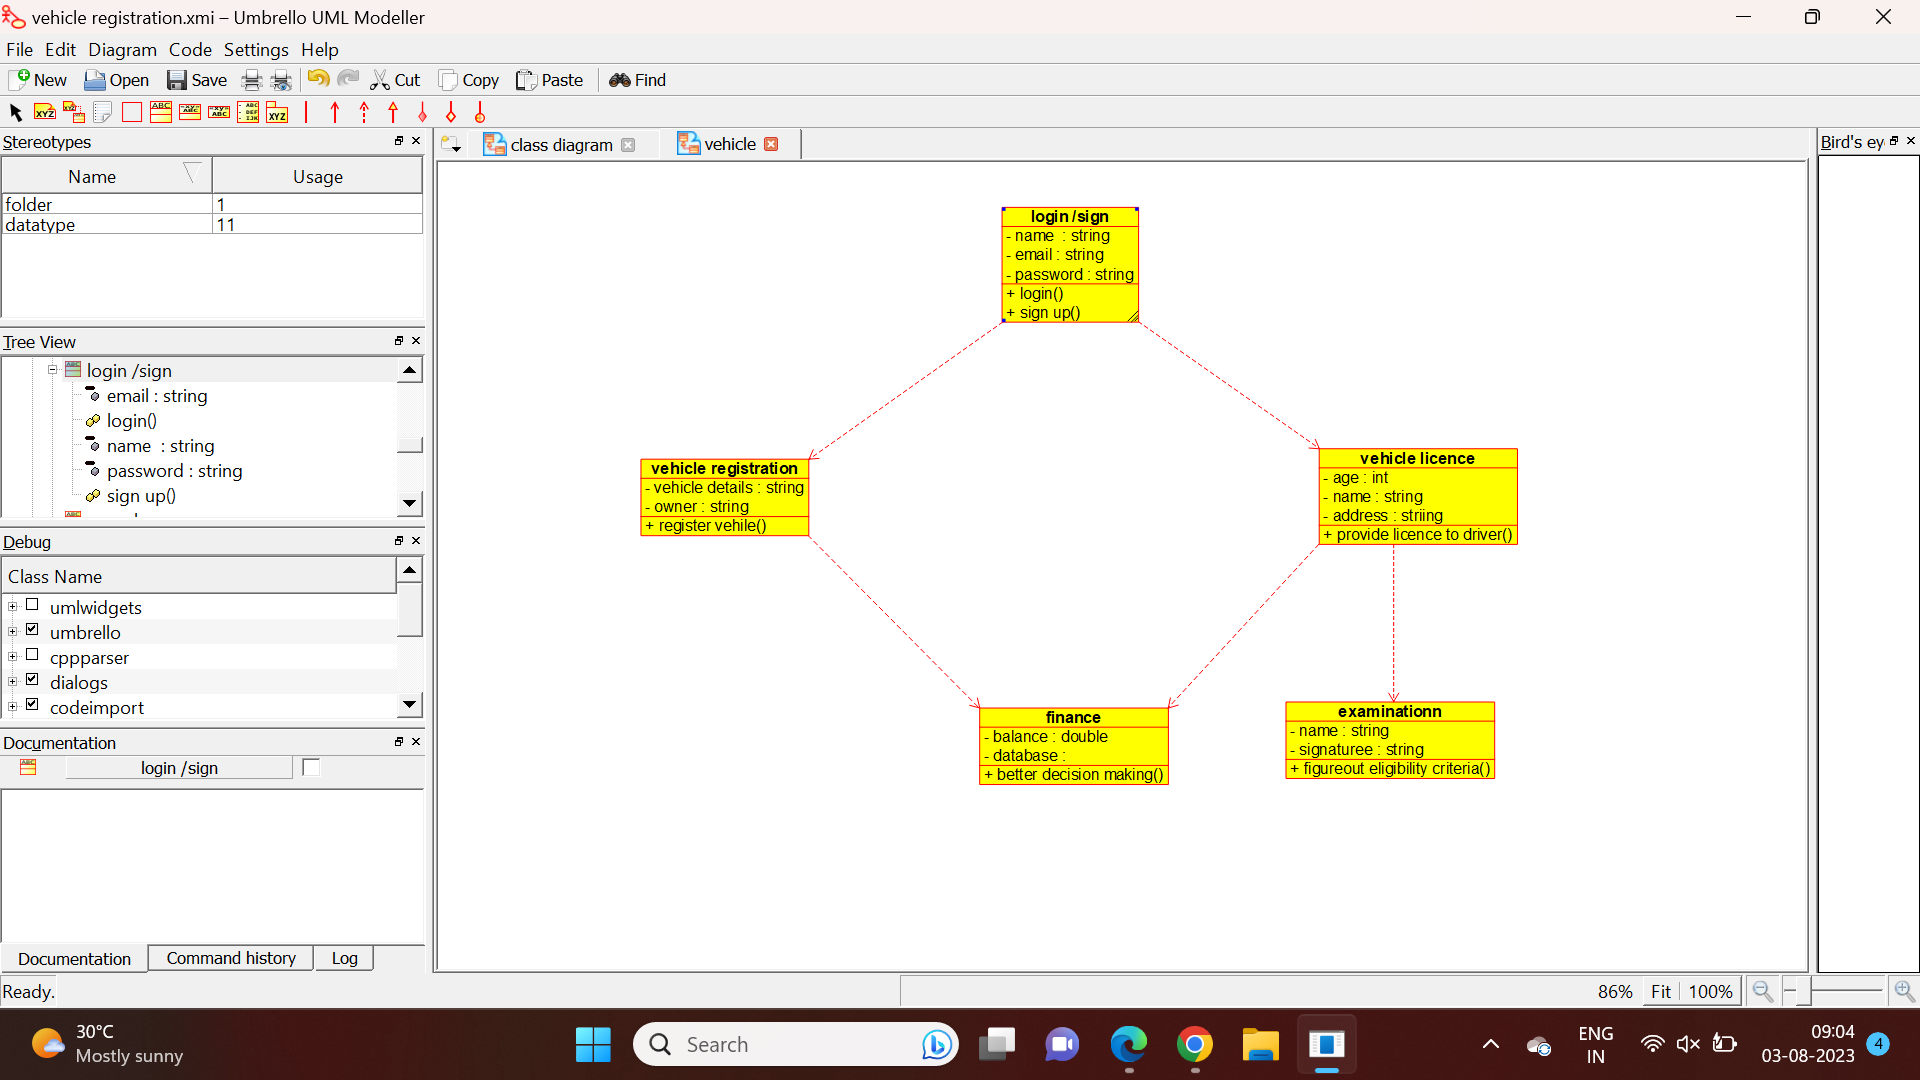 vehicle registration.xmi – Umbrello UML Modeller
File Edit Diagram Code Settings Help
New Open Save Cut Copy Paste Find
Stereotypes
Name Usage
folder 1
datatype 11
Tree View
login /sign
email : string
login()
name : string
password : string
sign up()
Debug
Class Name
umlwidgets
umbrello
cppparser
dialogs
codeimport
Documentation
login /sign
Documentation Command history Log
Ready.
class diagram vehicle
login /sign
- name : string
- email : string
- password : string
+ login()
+ sign up()
vehicle registration
- vehicle details : string
- owner : string
+ register vehile()
vehicle licence
- age : int
- name : string
- address : striing
+ provide licence to driver()
finance
- balance : double
- database :
+ better decision making()
examinationn
- name : string
- signaturee : string
+ figureout eligibility criteria()
Bird's ey
86% Fit 100%
30°C
Mostly sunny
Search
ENG
IN
09:04
03-08-2023
4